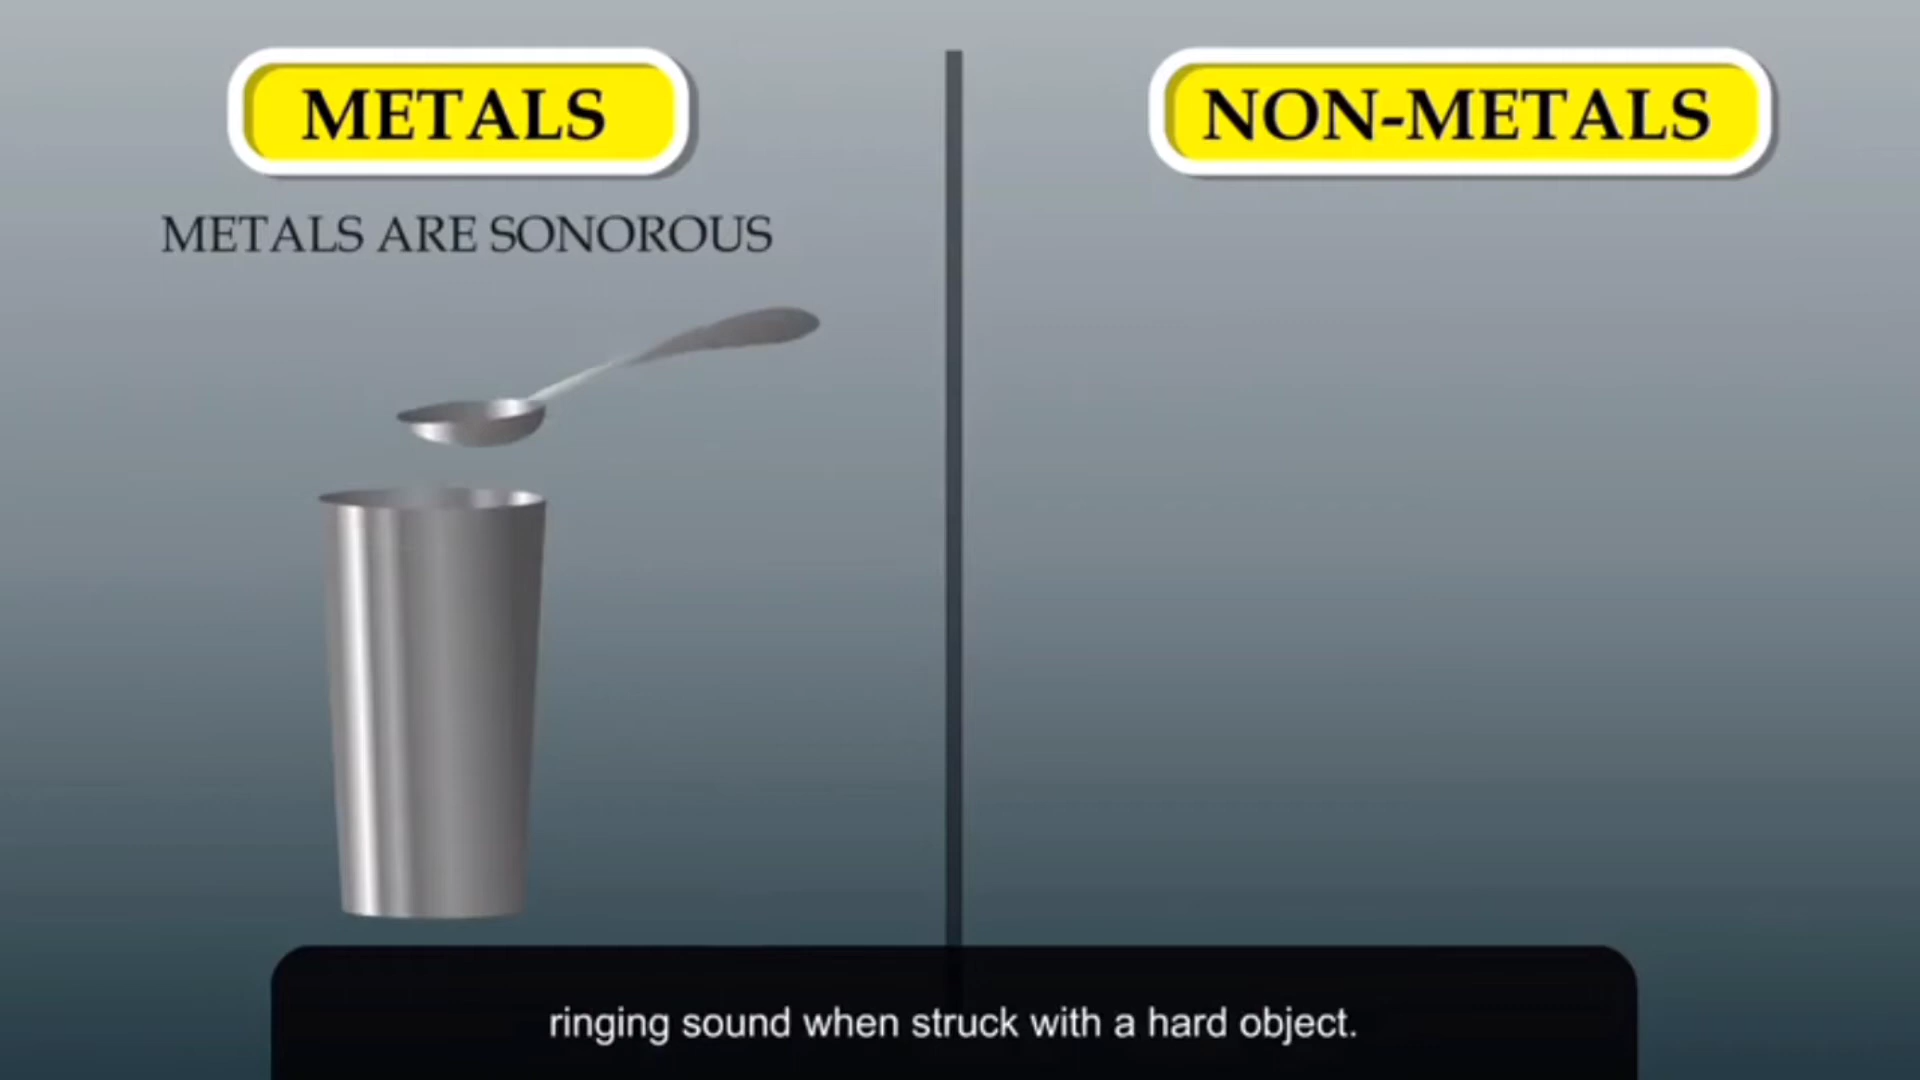 METALS
NON-METALS
METALS ARE SONOROUS
ringing sound when struck with a hard object.